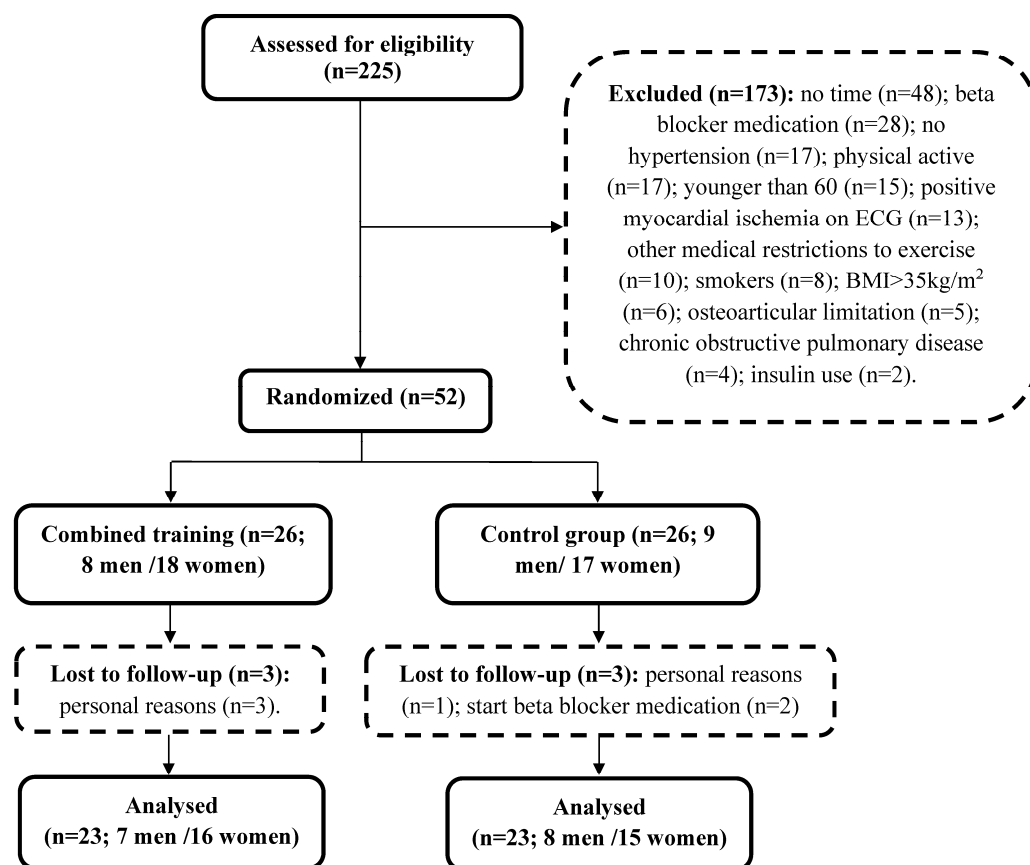 Assessed for eligibility
(n=225)
Excluded (n=173): no time (n=48); beta
blocker medication (n=28); no
hypertension (n=17); physical active
(n=17); younger than 60 (n=15); positive
myocardial ischemia on ECG (n=13);
other medical restrictions to exercise
(n=10); smokers (n=8); BMI>35kg/m²
(n=6); osteoarticular limitation (n=5);
chronic obstructive pulmonary disease
(n=4); insulin use (n=2).
Randomized (n=52)
Combined training (n=26;
8 men /18 women)
Control group (n=26; 9
men/ 17 women)
Lost to follow-up (n=3):
personal reasons (n=3).
Lost to follow-up (n=3): personal reasons
(n=1); start beta blocker medication (n=2)
Analysed
(n=23; 7 men /16 women)
Analysed
(n=23; 8 men /15 women)